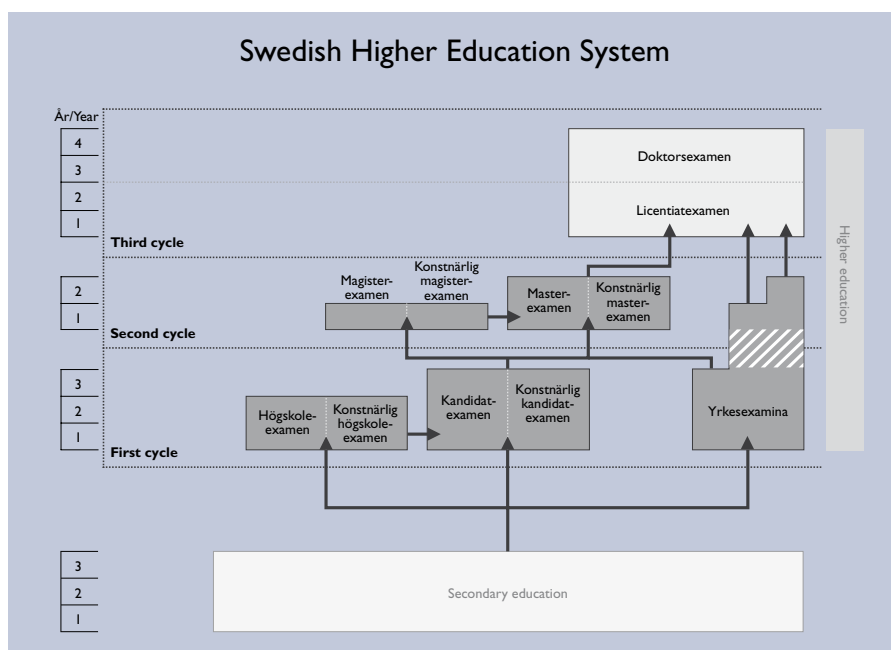 Swedish Higher Education System
År/Year
4
3
2
1
Doktorsexamen
Licentiatexamen
Third cycle
Higher education
2
1
Magister-
examen
Konstnärlig
magister-
examen
Master-
examen
Konstnärlig
master-
examen
Second cycle
3
2
1
Högskole-
examen
Konstnärlig
högskole-
examen
Kandidat-
examen
Konstnärlig
kandidat-
examen
Yrkesexamina
First cycle
3
2
1
Secondary education